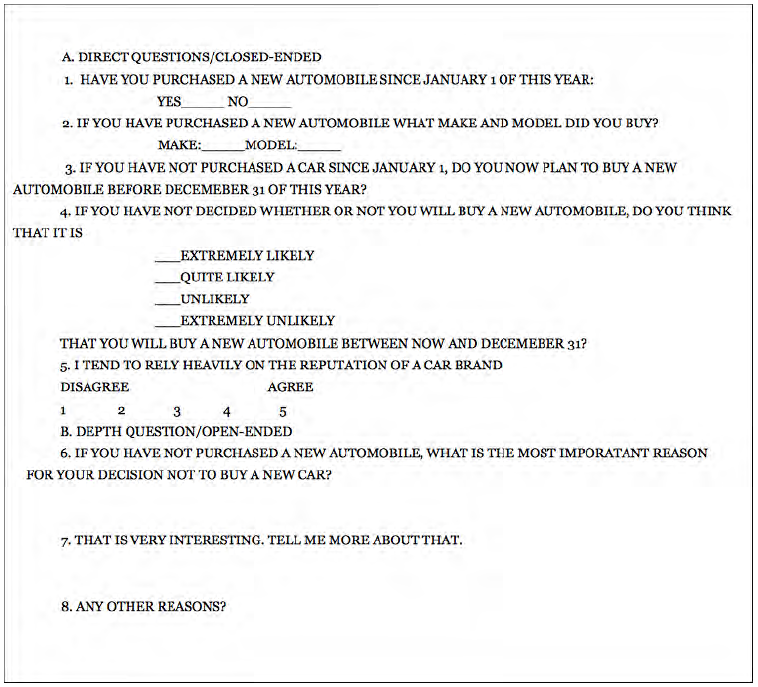 A. DIRECT QUESTIONS/CLOSED-ENDED
1. HAVE YOU PURCHASED A NEW AUTOMOBILE SINCE JANUARY 1 OF THIS YEAR:
YES______ NO______
2. IF YOU HAVE PURCHASED A NEW AUTOMOBILE WHAT MAKE AND MODEL DID YOU BUY?
MAKE:______MODEL:______
3. IF YOU HAVE NOT PURCHASED A CAR SINCE JANUARY 1, DO YOU NOW PLAN TO BUY A NEW
AUTOMOBILE BEFORE DECEMEBER 31 OF THIS YEAR?
4. IF YOU HAVE NOT DECIDED WHETHER OR NOT YOU WILL BUY A NEW AUTOMOBILE, DO YOU THINK
THAT IT IS
___EXTREMELY LIKELY
___QUITE LIKELY
___UNLIKELY
___EXTREMELY UNLIKELY
THAT YOU WILL BUY A NEW AUTOMOBILE BETWEEN NOW AND DECEMEBER 31?
5. I TEND TO RELY HEAVILY ON THE REPUTATION OF A CAR BRAND
DISAGREE AGREE
1 2 3 4 5
B. DEPTH QUESTION/OPEN-ENDED
6. IF YOU HAVE NOT PURCHASED A NEW AUTOMOBILE, WHAT IS THE MOST IMPORATANT REASON
FOR YOUR DECISION NOT TO BUY A NEW CAR?
7. THAT IS VERY INTERESTING. TELL ME MORE ABOUT THAT.
8. ANY OTHER REASONS?